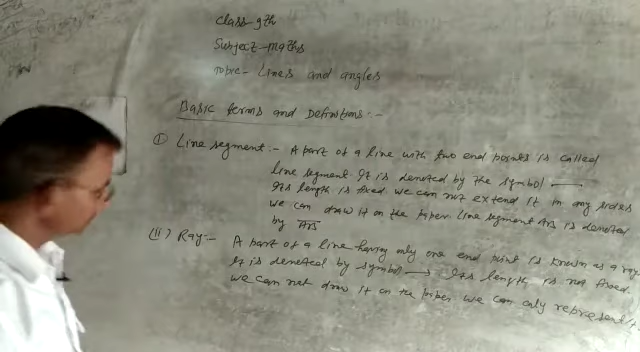 Class-9th
Subject-maths
Topic- Lines and angles
Basic terms and Definitions:-
(i) Line segment:- A part of a line with two end points is called
line segment. It is denoted by the symbol —
Its length is fixed we can not extend it in any sides
we can draw it on the paper. Line segment AB is denoted
by A̅B̅
(ii) Ray:- A part of a line having only one end point is known as a ray
It is denoted by symbol → Its length is not fixed.
we can not draw it on the paper we can only represent it.